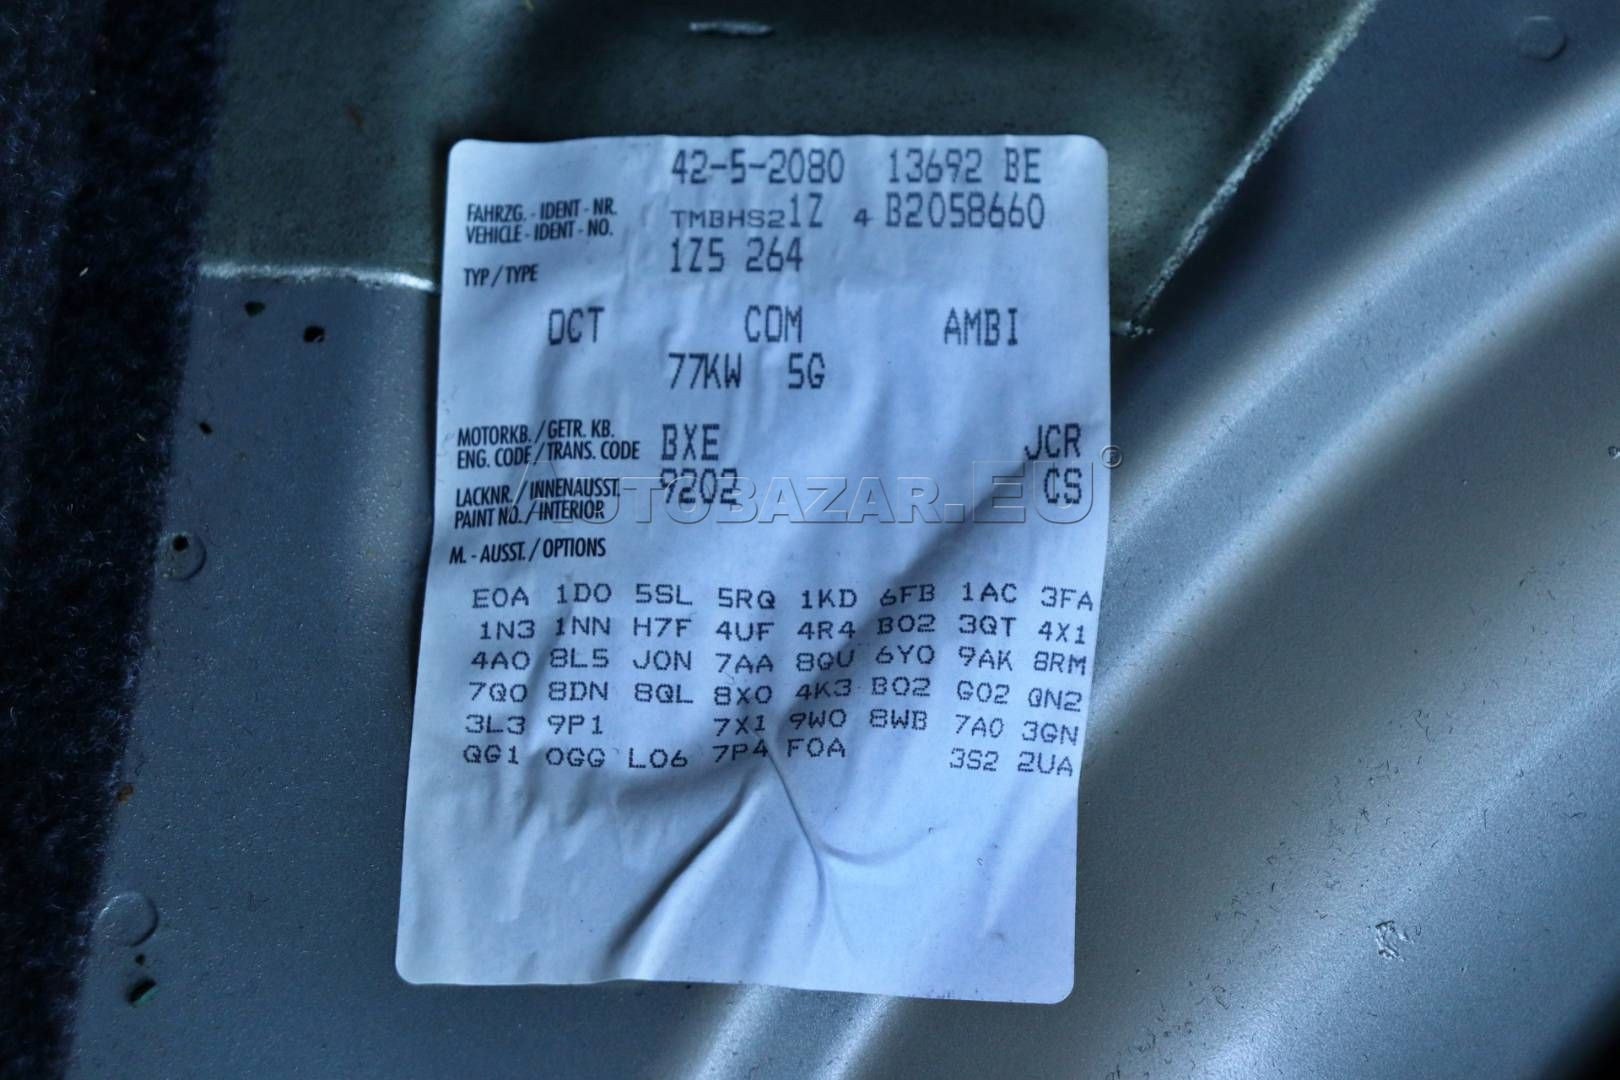 42-5-2080 13692 BE
FAHRZG. - IDENT - NR.
VEHICLE - IDENT - NO. TMBHS21Z 4 B2058660
TYP / TYPE 1Z5 264
OCT COM AMBI
77KW 5G
MOTORKB. / GETR. KB.
ENG. CODE / TRANS. CODE BXE JCR
LACKNR. / INNENAUSST. 9202 CS
PAINT NO. / INTERIOR
AUTOBAZAR.EU
M. - AUSST. / OPTIONS
E0A 1D0 5SL 5RQ 1KD 6FB 1AC 3FA
1N3 1NN H7F 4UF 4R4 B02 3QT 4X1
4A0 8L5 J0N 7AA 8GU 6Y0 9AK 8RM
7Q0 8DN 8QL 8X0 4K3 B02 G02 QN2
3L3 9P1 7X1 9W0 8WB 7A0 3GN
QG1 0GG L06 7P4 F0A 3S2 2UA